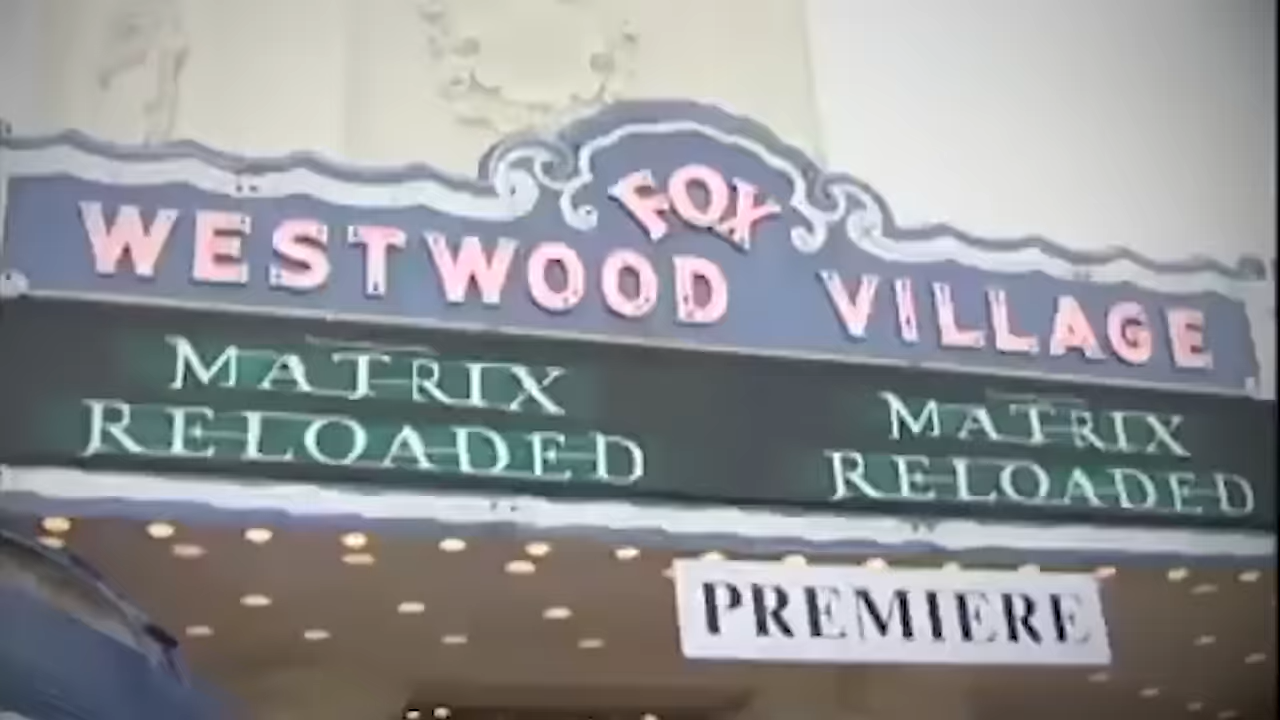 FOX
WESTWOOD VILLAGE
MATRIX
RELOADED
MATRIX
RELOADED
PREMIERE